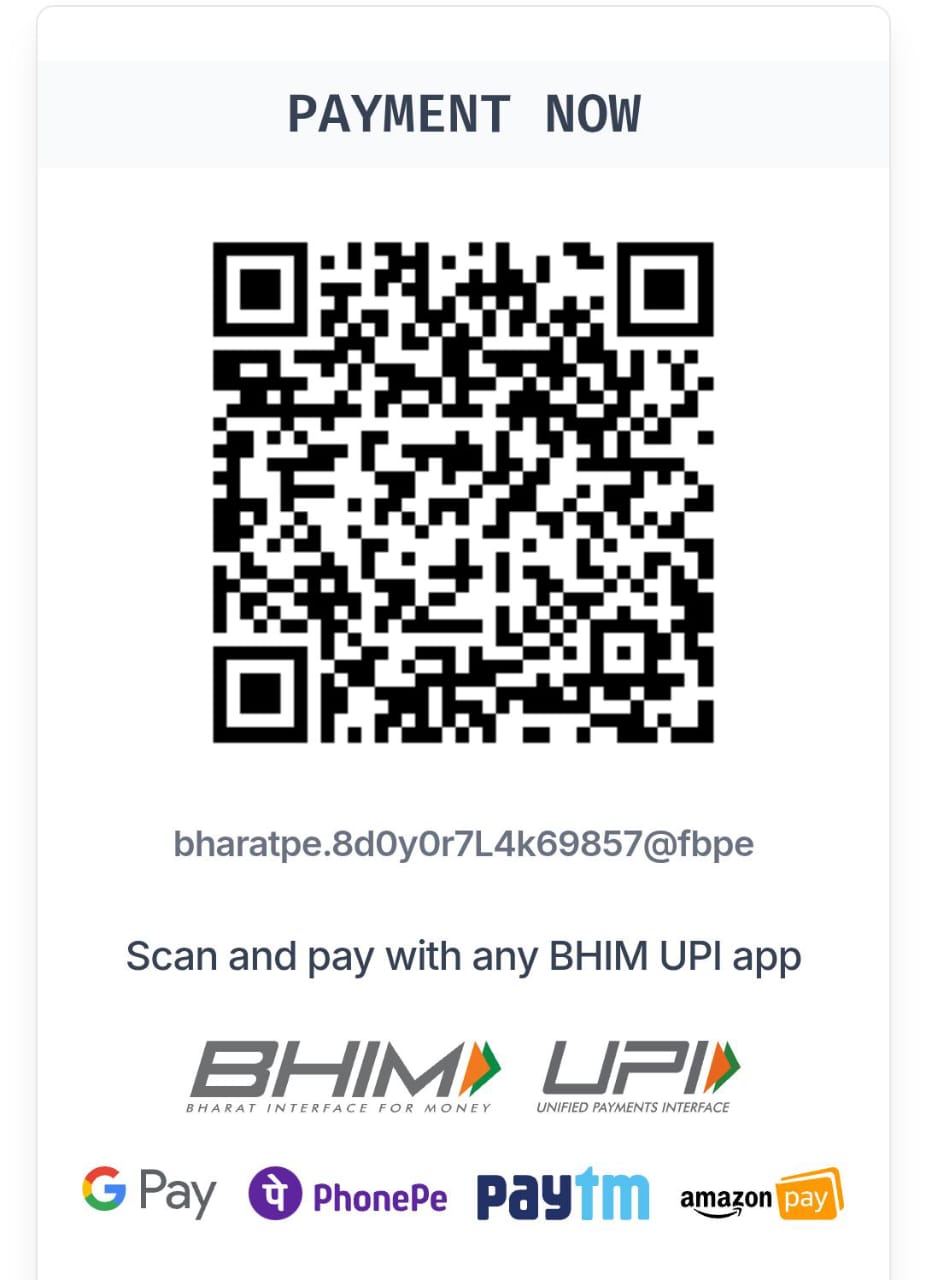 PAYMENT NOW
bharatpe.8d0y0r7L4k69857@fbpe
Scan and pay with any BHIM UPI app
BHIM UPI
BHARAT INTERFACE FOR MONEY UNIFIED PAYMENTS INTERFACE
G Pay पे PhonePe paytm amazon pay